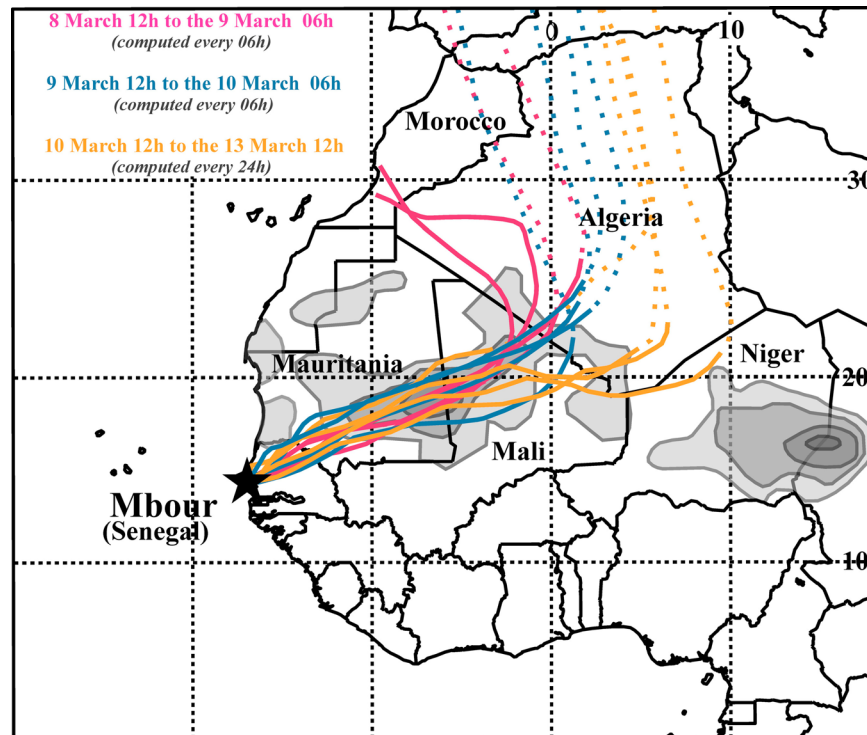 8 March 12h to the 9 March 06h
(computed every 06h)
9 March 12h to the 10 March 06h
(computed every 06h)
10 March 12h to the 13 March 12h
(computed every 24h)
0
10
Morocco
30
Algeria
Mauritania
Niger
20
Mali
Mbour
(Senegal)
10